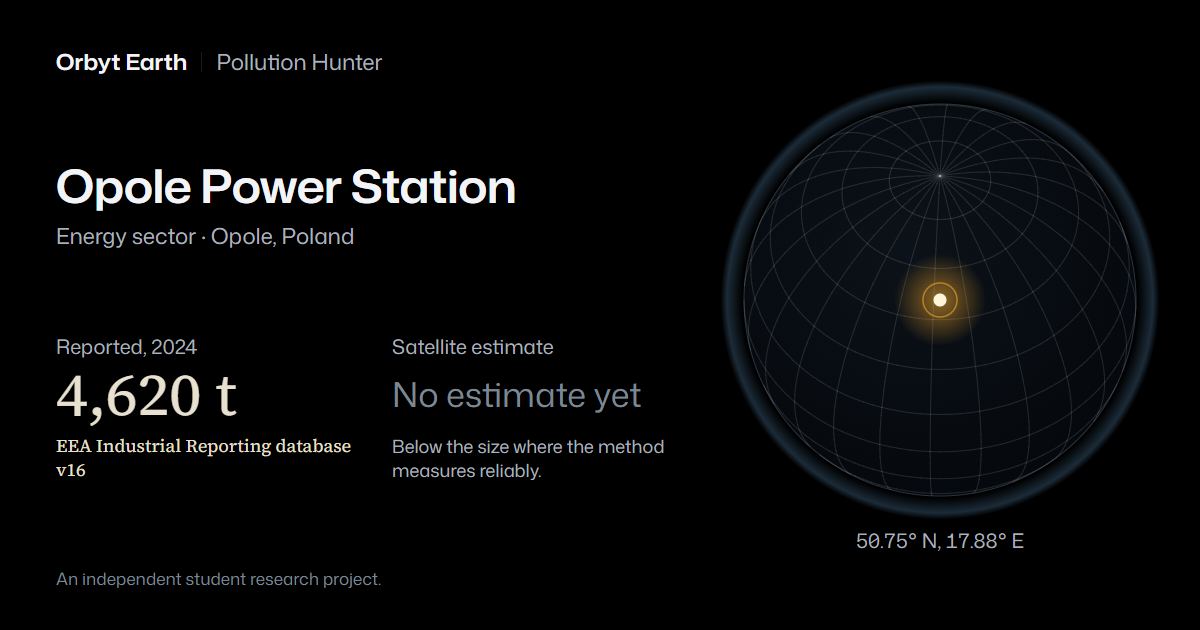 Orbyt Earth | Pollution Hunter
Opole Power Station
Energy sector · Opole, Poland
Reported, 2024
4,620 t
EEA Industrial Reporting database
v16
Satellite estimate
No estimate yet
Below the size where the method
measures reliably.
50.75° N, 17.88° E
An independent student research project.